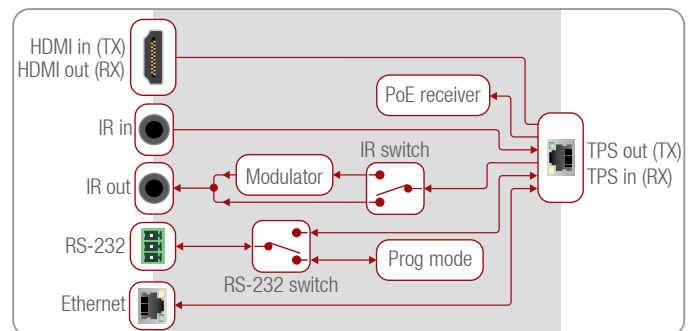 HDMI in (TX)
HDMI out (RX)
PoE receiver
IR in
IR switch
TPS out (TX)
TPS in (RX)
IR out
Modulator
RS-232
Prog mode
RS-232 switch
Ethernet